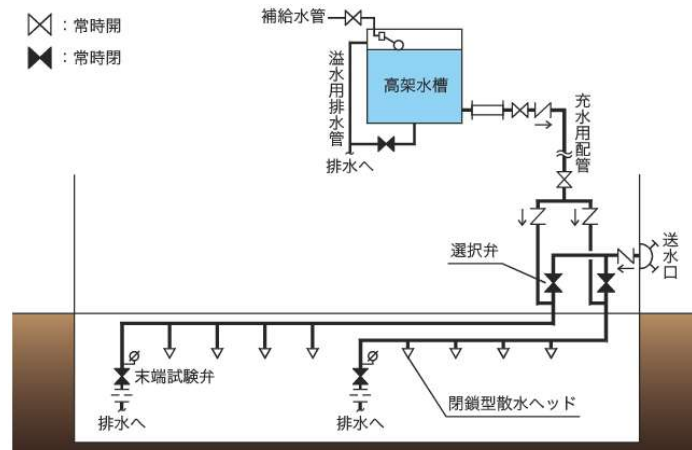 ：常時開
：常時閉
補給水管
溢水用排水管
高架水槽
排水へ
充水用配管
選択弁
送水口
末端試験弁
排水へ
排水へ
閉鎖型散水ヘッド